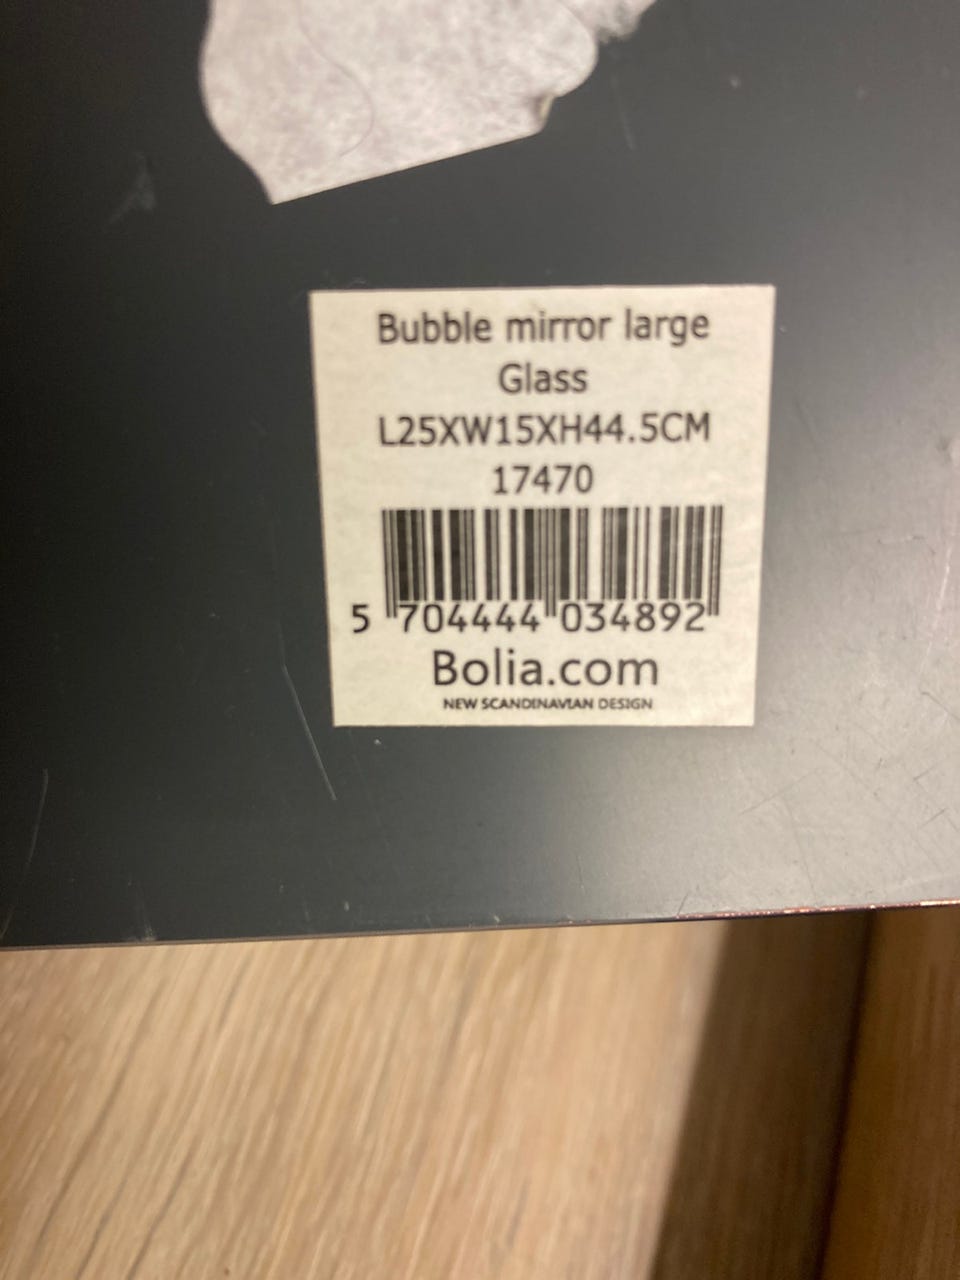 Bubble mirror large
Glass
L25XW15XH44.5CM
17470
5 704444 034892
Bolia.com
NEW SCANDINAVIAN DESIGN